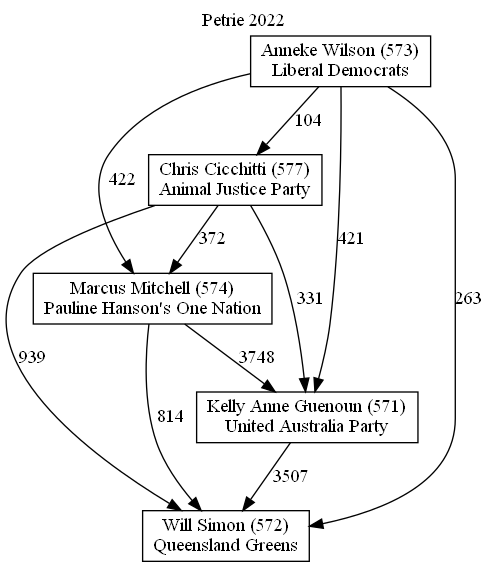 Petrie 2022
Anneke Wilson (573)
Liberal Democrats
104
Chris Cicchitti (577)
Animal Justice Party
422
372
421
Marcus Mitchell (574)
Pauline Hanson's One Nation
331
263
939
3748
814
Kelly Anne Guenoun (571)
United Australia Party
3507
Will Simon (572)
Queensland Greens